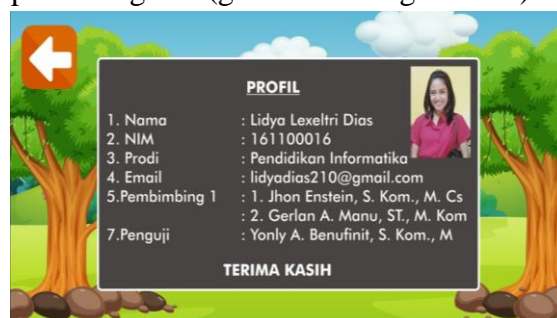 PROFIL
1. Nama : Lidya Lexeltri Dias
2. NIM : 161100016
3. Prodi : Pendidikan Informatika
4. Email : lidyadias210@gmail.com
5.Pembimbing 1 : 1. Jhon Enstein, S. Kom., M. Cs
: 2. Gerlan A. Manu, ST., M. Kom
7.Penguji : Yonly A. Benufinit, S. Kom., M
TERIMA KASIH